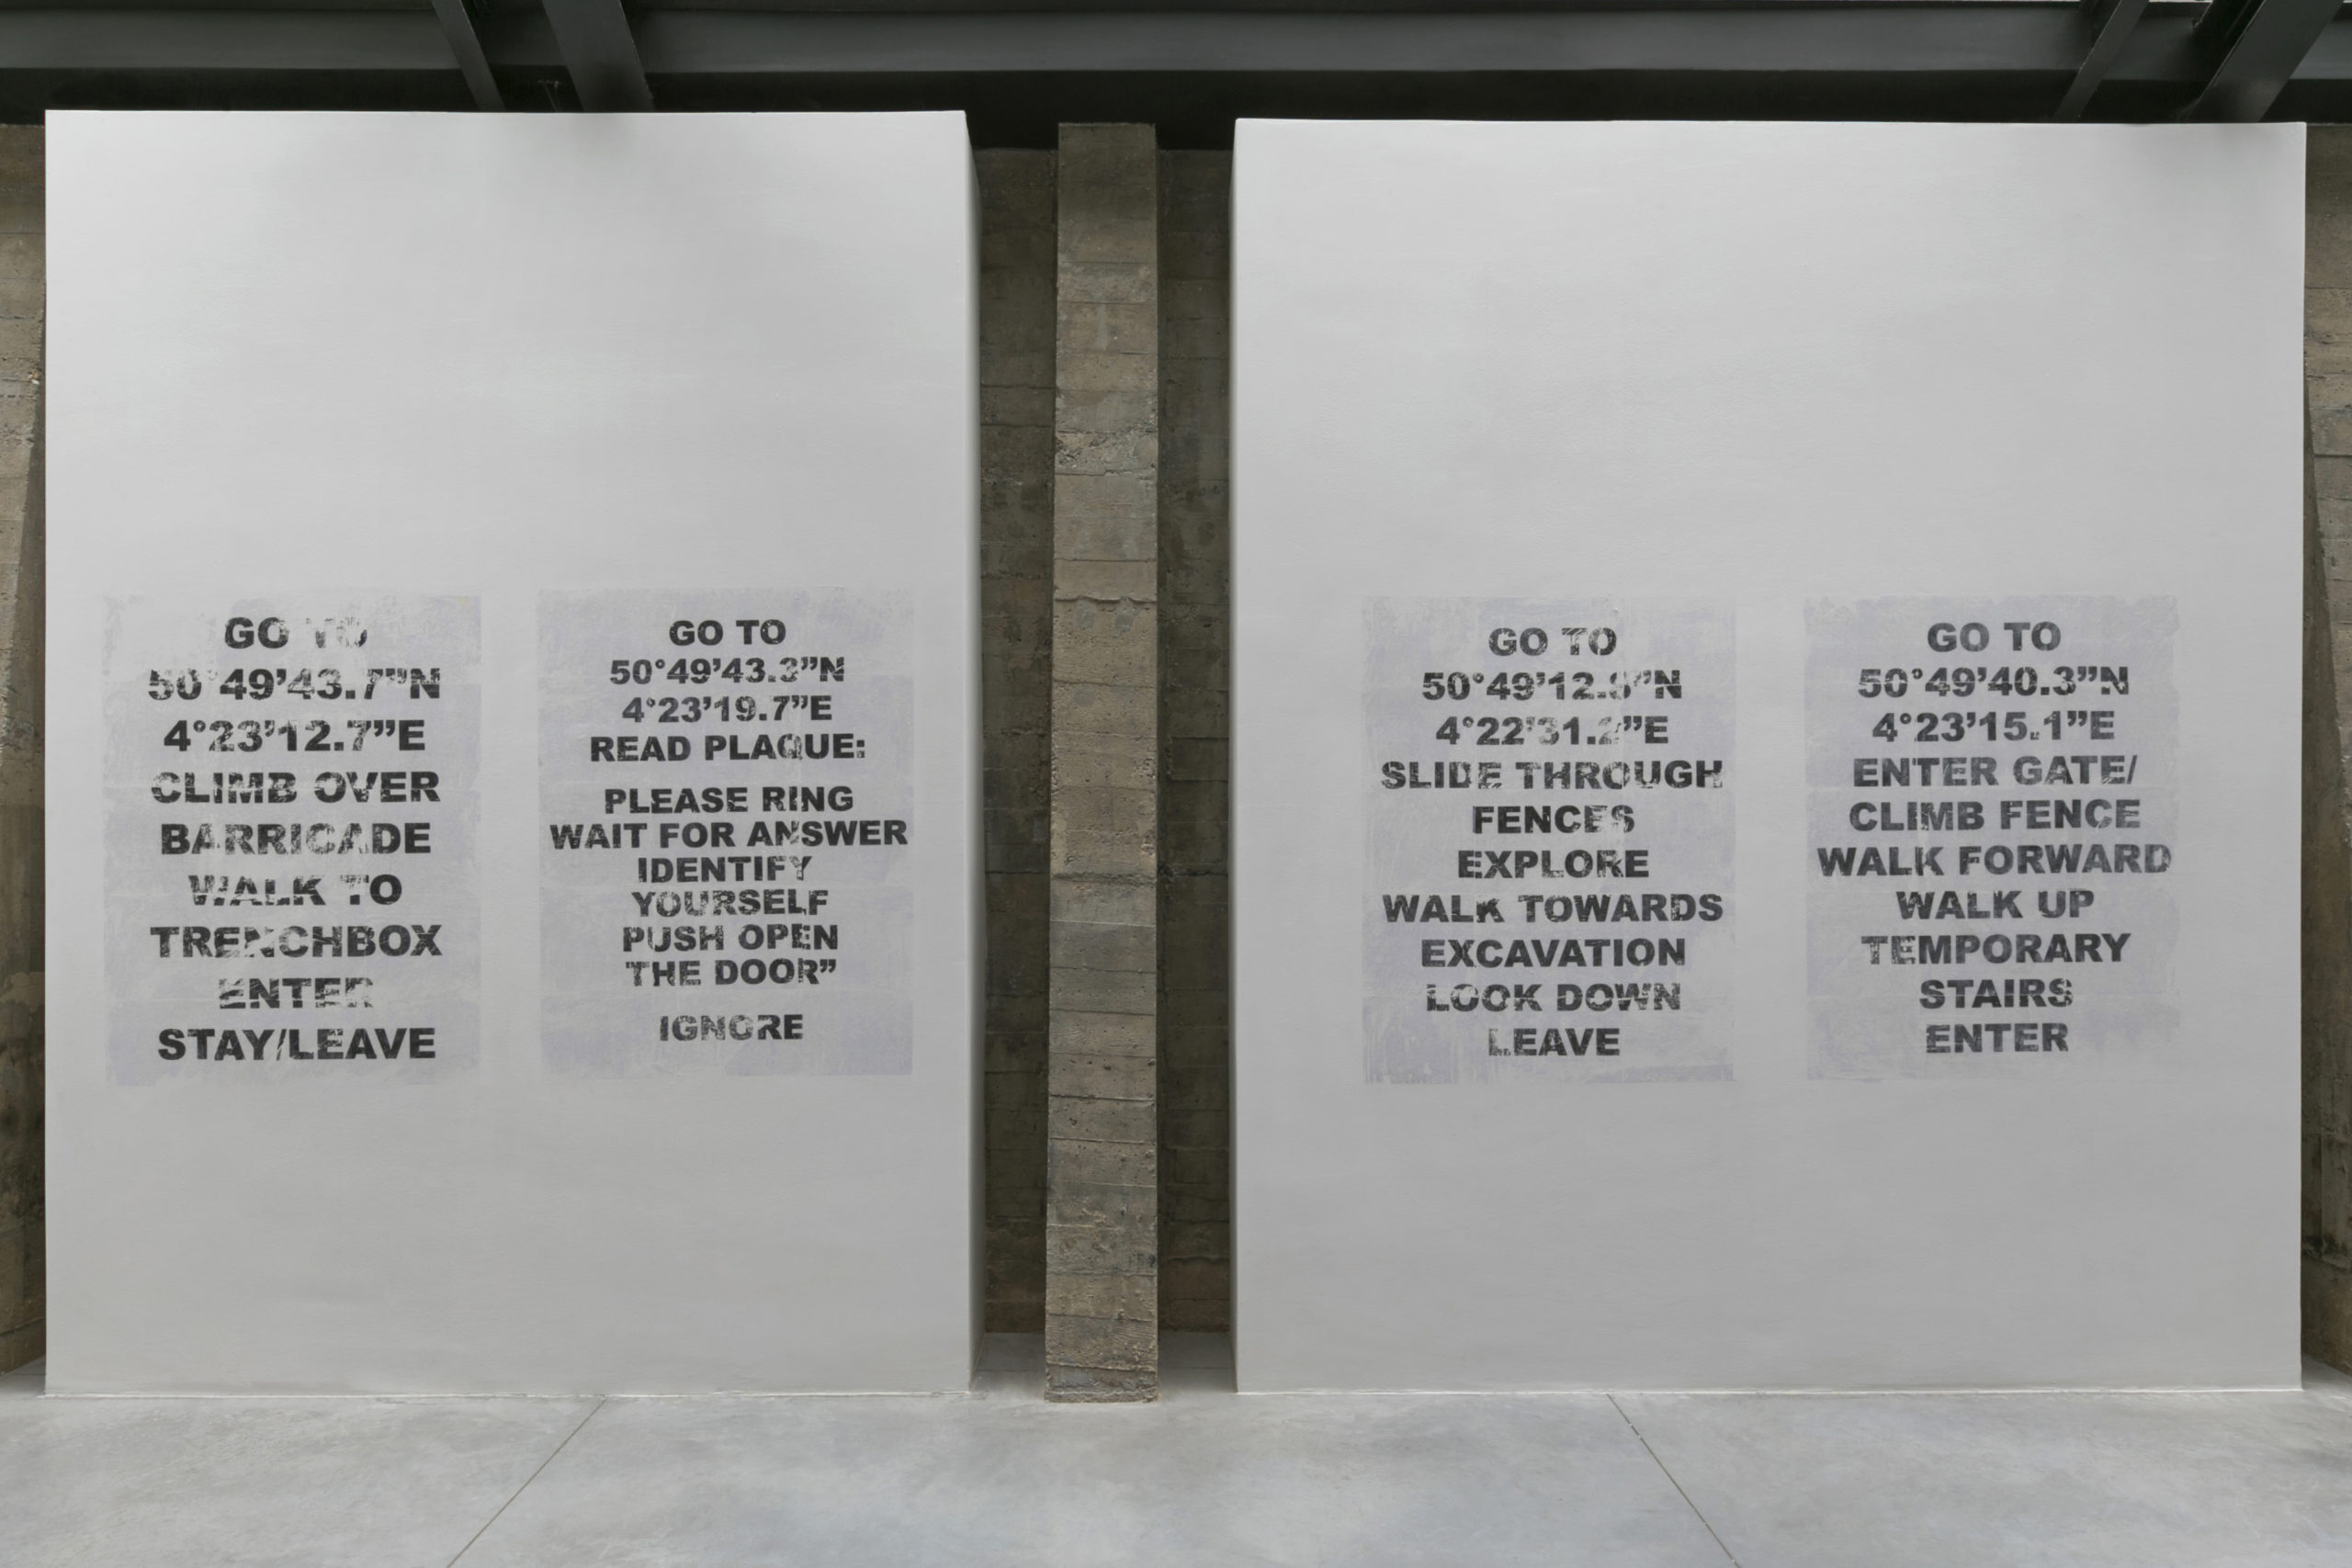 GO TO
50°49’43.7”N
4°23’12.7”E
CLIMB OVER
BARRICADE
WALK TO
TRENCHBOX
ENTER
STAY/LEAVE
GO TO
50°49’43.3”N
4°23’19.7”E
READ PLAQUE:
PLEASE RING
WAIT FOR ANSWER
IDENTIFY
YOURSELF
PUSH OPEN
THE DOOR”
IGNORE
GO TO
4°22’31.2”E
SLIDE THROUGH
FENCES
EXPLORE
WALK TOWARDS
EXCAVATION
LOOK DOWN
LEAVE
GO TO
50°49’40.3”N
4°23’15.1”E
ENTER GATE/
CLIMB FENCE
WALK FORWARD
WALK UP
TEMPORARY
STAIRS
ENTER